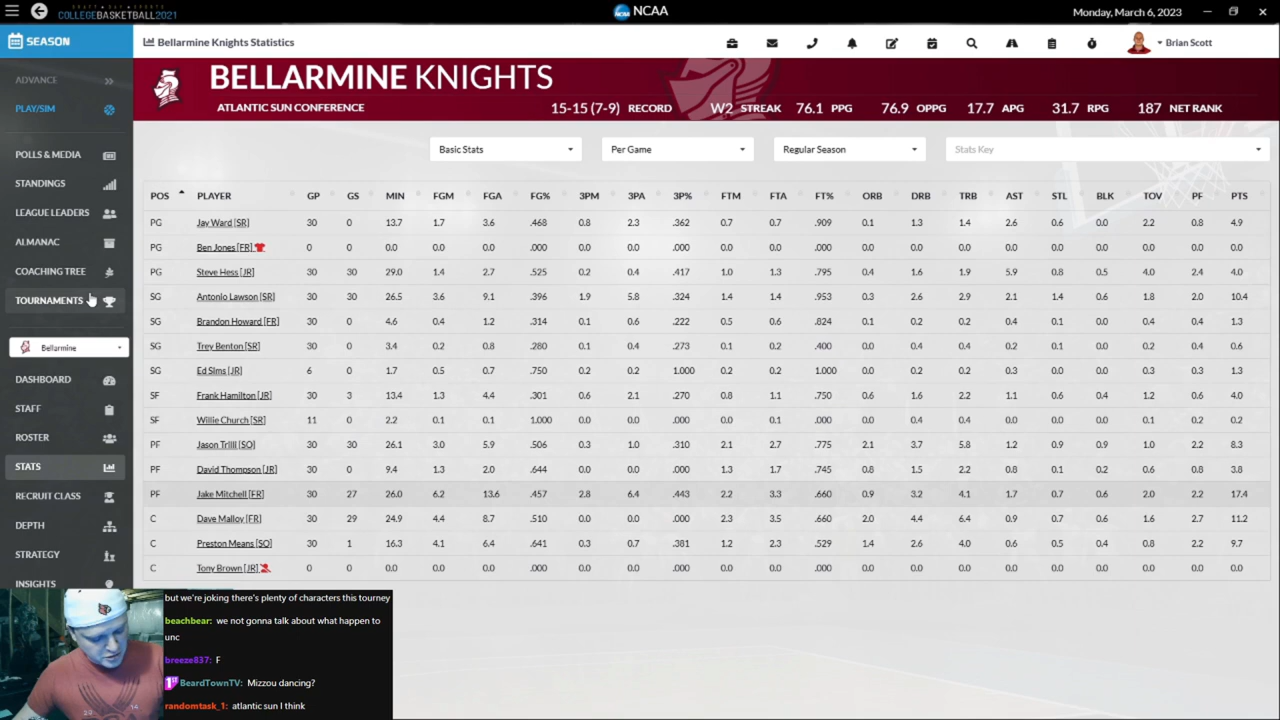 DRAFT·DAY·SPORTS
COLLEGEBASKETBALL2021
NCAA
Monday, March 6, 2023
SEASON
Bellarmine Knights Statistics
Brian Scott
ADVANCE
PLAY/SIM
POLLS & MEDIA
STANDINGS
LEAGUE LEADERS
ALMANAC
COACHING TREE
TOURNAMENTS
Bellarmine
DASHBOARD
STAFF
ROSTER
STATS
RECRUIT CLASS
DEPTH
STRATEGY
INSIGHTS
BELLARMINE KNIGHTS
ATLANTIC SUN CONFERENCE
15-15 (7-9) RECORD W2 STREAK 76.1 PPG 76.9 OPPG 17.7 APG 31.7 RPG 187 NET RANK
Basic Stats Per Game Regular Season Stats Key
POS PLAYER GP GS MIN FGM FGA FG% 3PM 3PA 3P% FTM FTA FT% ORB DRB TRB AST STL BLK TOV PF PTS
PG Jay Ward [SR] 30 0 13.7 1.7 3.6 .468 0.8 2.3 .362 0.7 0.7 .909 0.1 1.3 1.4 2.6 0.6 0.0 2.2 0.8 4.9
PG Ben Jones [FR] 0 0 0.0 0.0 0.0 .000 0.0 0.0 .000 0.0 0.0 .000 0.0 0.0 0.0 0.0 0.0 0.0 0.0 0.0 0.0
PG Steve Hess [JR] 30 30 29.0 1.4 2.7 .525 0.2 0.4 .417 1.0 1.3 .795 0.4 1.6 1.9 5.9 0.8 0.5 4.0 2.4 4.0
SG Antonio Lawson [SR] 30 30 26.5 3.6 9.1 .396 1.9 5.8 .324 1.4 1.4 .953 0.3 2.6 2.9 2.1 1.4 0.6 1.8 2.0 10.4
SG Brandon Howard [FR] 30 0 4.6 0.4 1.2 .314 0.1 0.6 .222 0.5 0.6 .824 0.1 0.2 0.2 0.4 0.1 0.0 0.4 0.4 1.3
SG Trey Benton [SR] 30 0 3.4 0.2 0.8 .280 0.1 0.4 .273 0.1 0.2 .400 0.0 0.4 0.4 0.2 0.1 0.0 0.2 0.4 0.6
SG Ed Sims [JR] 6 0 1.7 0.5 0.7 .750 0.2 0.2 1.000 0.2 0.2 1.000 0.0 0.2 0.2 0.3 0.0 0.0 0.2 0.3 1.3
SF Frank Hamilton [JR] 30 3 13.4 1.3 4.4 .301 0.6 2.1 .270 0.8 1.1 .750 0.6 1.6 2.2 1.1 0.6 0.4 1.2 0.6 4.0
SF Willie Church [SR] 11 0 2.2 0.1 0.1 1.000 0.0 0.0 .000 0.0 0.1 .000 0.0 0.4 0.4 0.0 0.0 0.0 0.1 0.2 0.2
PF Jason Trilli [SO] 30 30 26.1 3.0 5.9 .506 0.3 1.0 .310 2.1 2.7 .775 2.1 3.7 5.8 1.2 0.9 0.9 1.0 2.2 8.3
PF David Thompson [JR] 30 0 9.4 1.3 2.0 .644 0.0 0.0 .000 1.3 1.7 .745 0.8 1.5 2.2 0.8 0.1 0.2 0.6 0.8 3.8
PF Jake Mitchell [FR] 30 27 26.0 6.2 13.6 .457 2.8 6.4 .443 2.2 3.3 .660 0.9 3.2 4.1 1.7 0.7 0.6 2.0 2.2 17.4
C Dave Malloy [FR] 30 29 24.9 4.4 8.7 .510 0.0 0.0 .000 2.3 3.5 .660 2.0 4.4 6.4 0.9 0.7 0.6 1.6 2.7 11.2
C Preston Means [SO] 30 1 16.3 4.1 6.4 .641 0.3 0.7 .381 1.2 2.3 .529 1.4 2.6 4.0 0.6 0.5 0.4 0.8 2.2 9.7
C Tony Brown [JR] 0 0 0.0 0.0 0.0 .000 0.0 0.0 .000 0.0 0.0 .000 0.0 0.0 0.0 0.0 0.0 0.0 0.0 0.0 0.0
but we're joking there's plenty of characters this tourney
beachbear: we not gonna talk about what happen to
unc
breeze837: F
1ST BeardTownTV: Mizzou dancing?
randomtask_1: atlantic sun I think